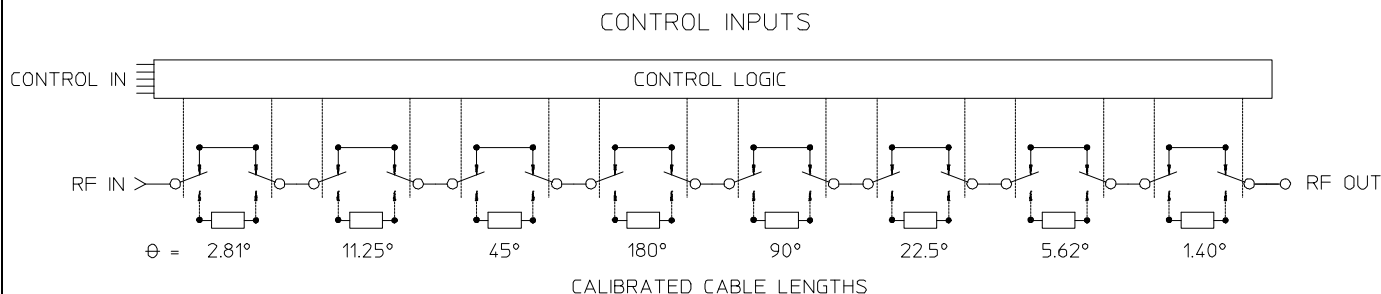 CONTROL INPUTS
CONTROL IN
CONTROL LOGIC
RF IN
RF OUT
θ = 2.81° 11.25° 45° 180° 90° 22.5° 5.62° 1.40°
CALIBRATED CABLE LENGTHS